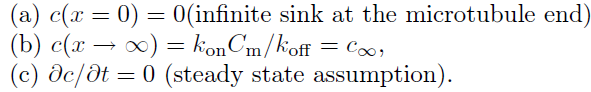 (a) c(x = 0) = 0(infinite sink at the microtubule end)
(b) c(x → ∞) = k_on C_m/k_off = c_∞,
(c) ∂c/∂t = 0 (steady state assumption).